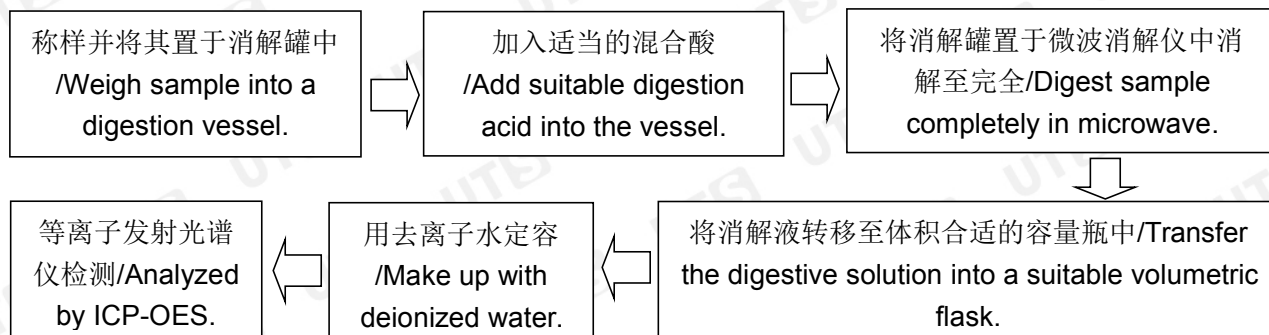 称样并将其置于消解罐中
/Weigh sample into a
digestion vessel.
加入适当的混合酸
/Add suitable digestion
acid into the vessel.
将消解罐置于微波消解仪中消
解至完全/Digest sample
completely in microwave.
将消解液转移至体积合适的容量瓶中/Transfer
the digestive solution into a suitable volumetric
flask.
用去离子水定容
/Make up with
deionized water.
等离子发射光谱
仪检测/Analyzed
by ICP-OES.